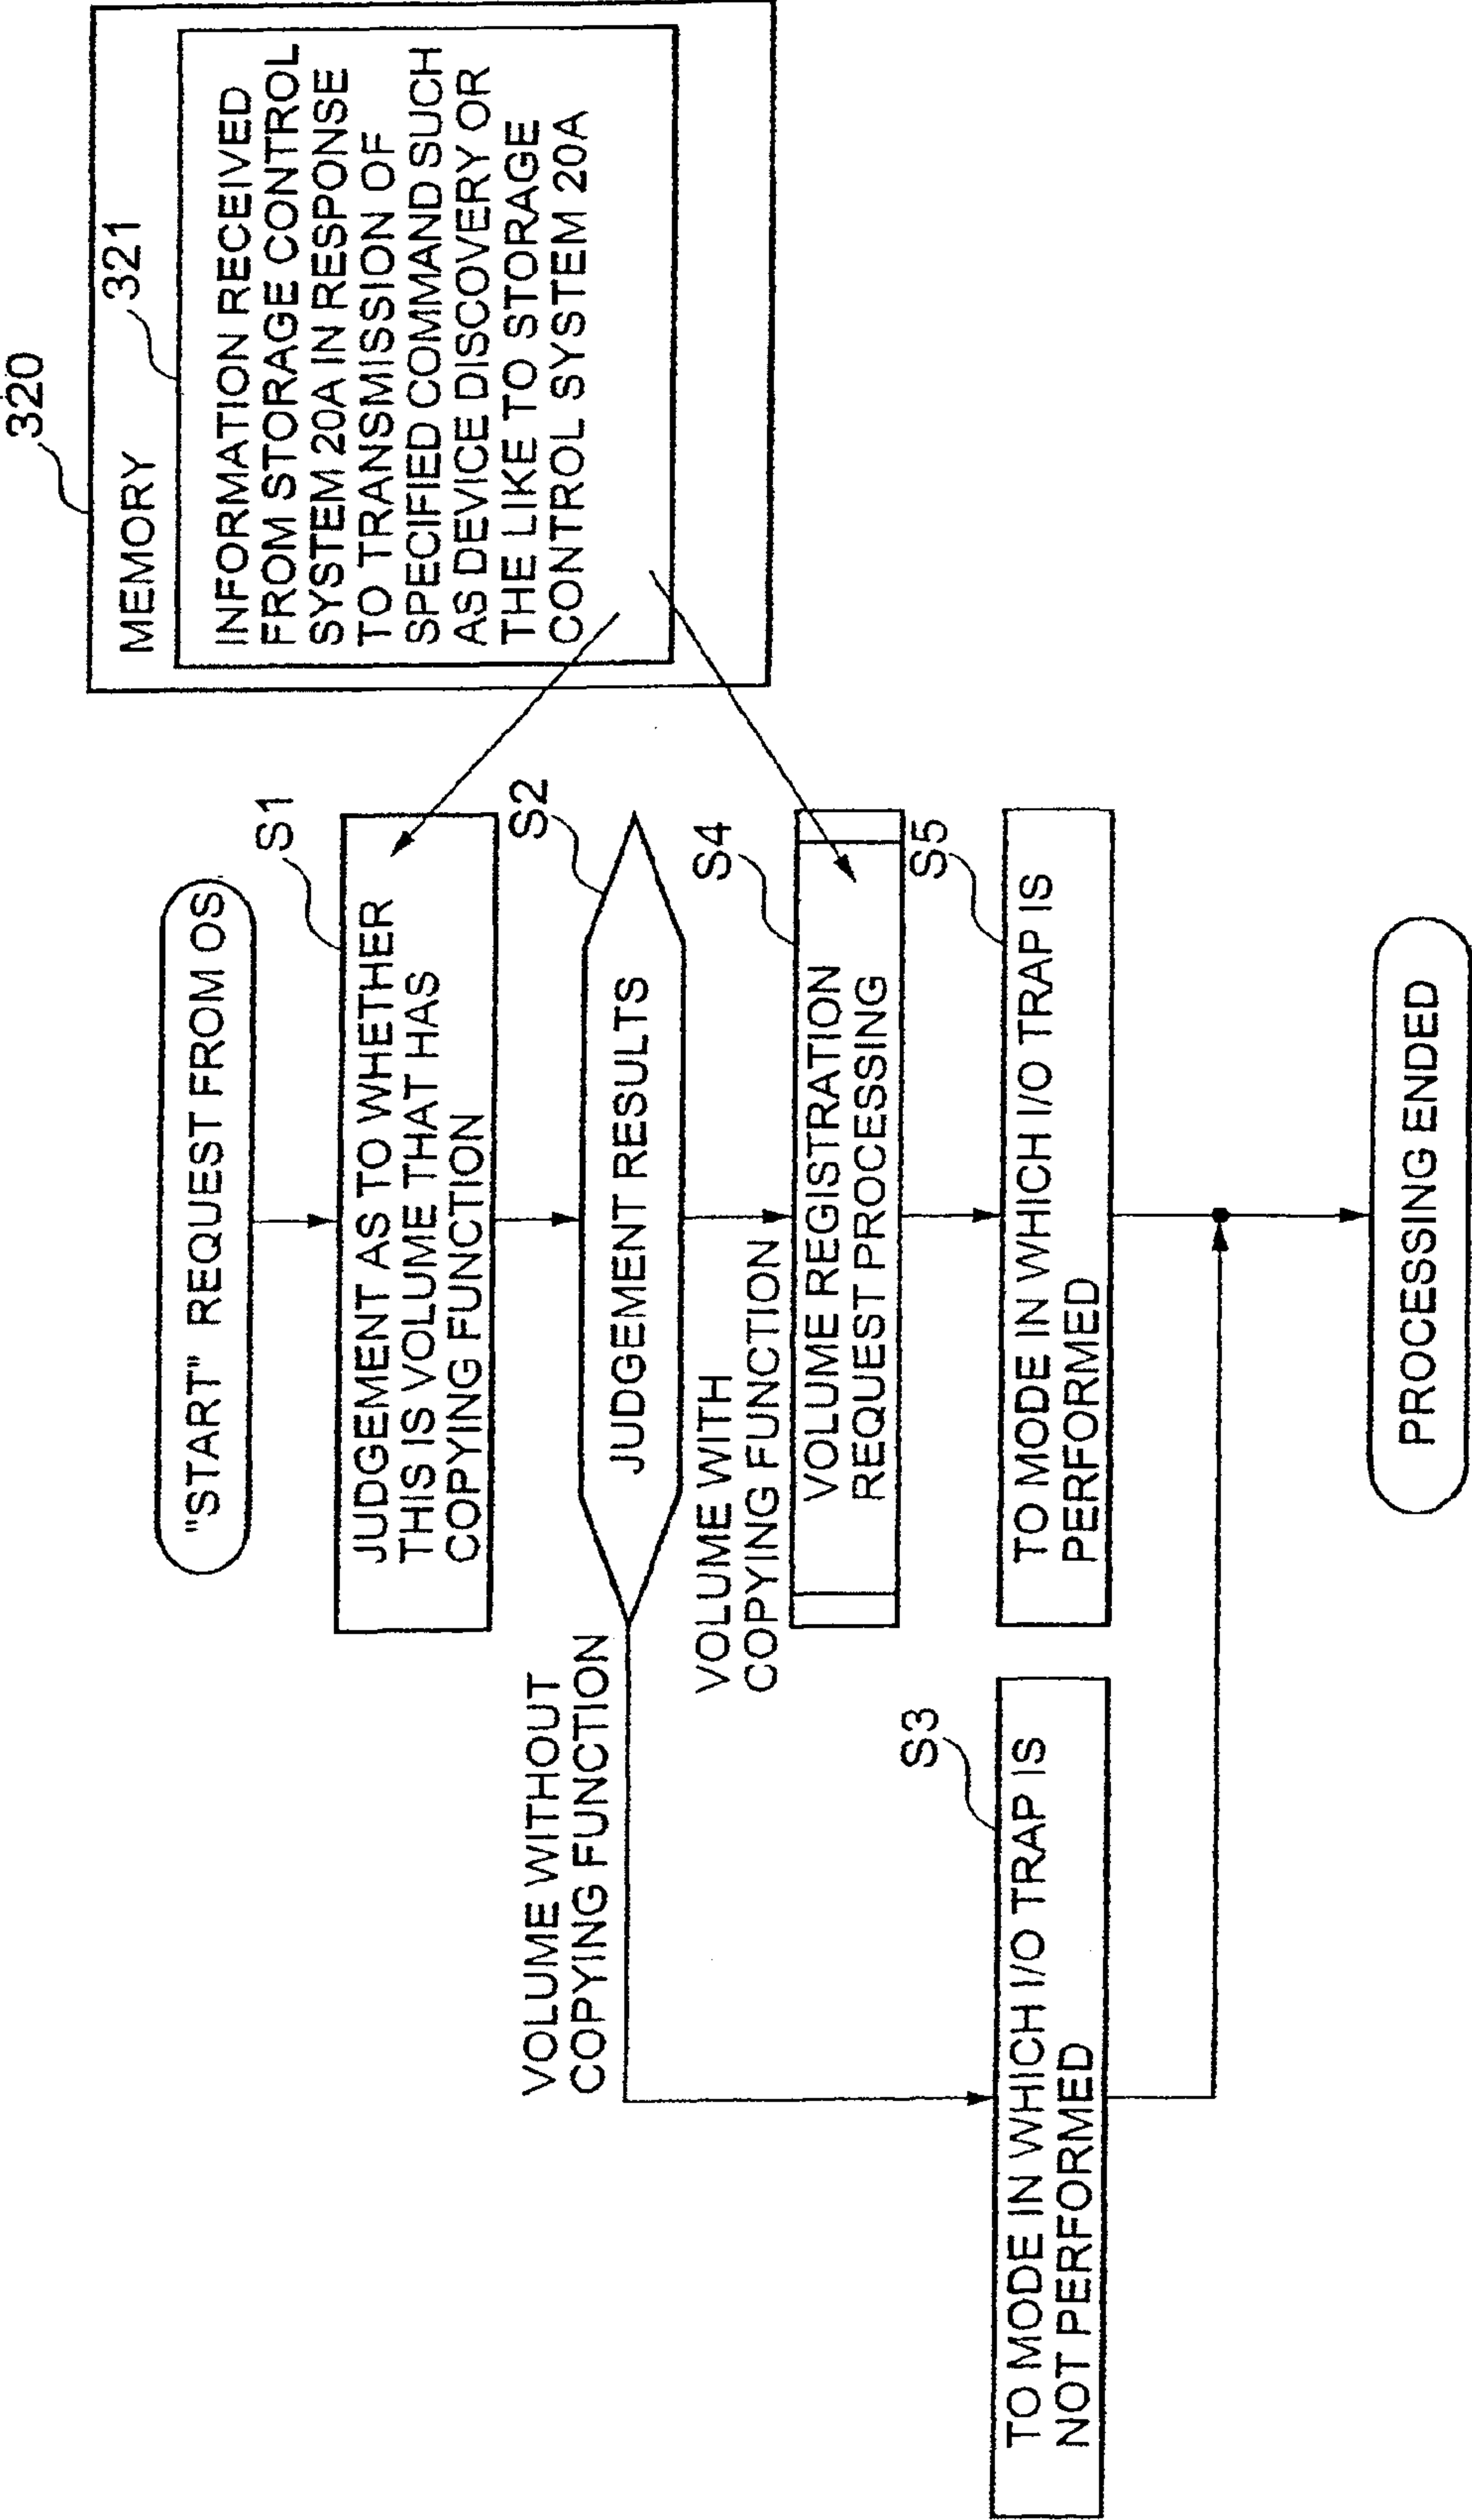 320
MEMORY
321
INFORMATION RECEIVED
FROM STORAGE CONTROL
SYSTEM 20A IN RESPONSE
TO TRANSMISSION OF
SPECIFIED COMMAND SUCH
AS DEVICE DISCOVERY OR
THE LIKE TO STORAGE
CONTROL SYSTEM 20A
"START" REQUEST FROM OS
S1
JUDGEMENT AS TO WHETHER
THIS IS VOLUME THAT HAS
COPYING FUNCTION
S2
JUDGEMENT RESULTS
VOLUME WITHOUT
COPYING FUNCTION
VOLUME WITH
COPYING FUNCTION
S4
VOLUME REGISTRATION
REQUEST PROCESSING
S3
TO MODE IN WHICH I/O TRAP IS
NOT PERFORMED
S5
TO MODE IN WHICH I/O TRAP IS
PERFORMED
PROCESSING ENDED